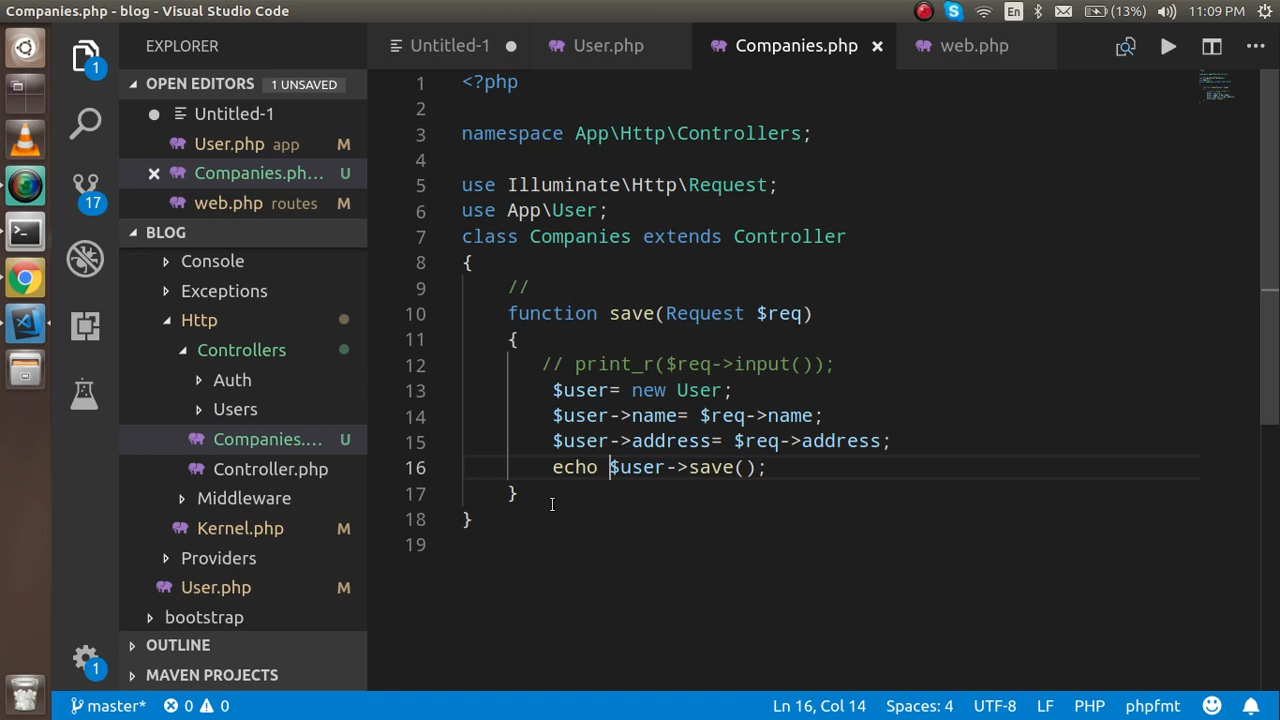 Companies.php - blog - Visual Studio Code
En
(13%)
11:09 PM
EXPLORER
Untitled-1
User.php
Companies.php
web.php
OPEN EDITORS 1 UNSAVED
Untitled-1
User.php app M
Companies.ph... U
web.php routes M
BLOG
Console
Exceptions
Http
Controllers
Auth
Users
Companies.... U
Controller.php
Middleware
Kernel.php M
Providers
User.php M
bootstrap
OUTLINE
MAVEN PROJECTS
1
17
1
1 <?php
2
3 namespace App\Http\Controllers;
4
5 use Illuminate\Http\Request;
6 use App\User;
7 class Companies extends Controller
8 {
9 //
10 function save(Request $req)
11 {
12 // print_r($req->input());
13 $user= new User;
14 $user->name= $req->name;
15 $user->address= $req->address;
16 echo $user->save();
17 }
18 }
19
master* 0 0
Ln 16, Col 14 Spaces: 4 UTF-8 LF PHP phpfmt